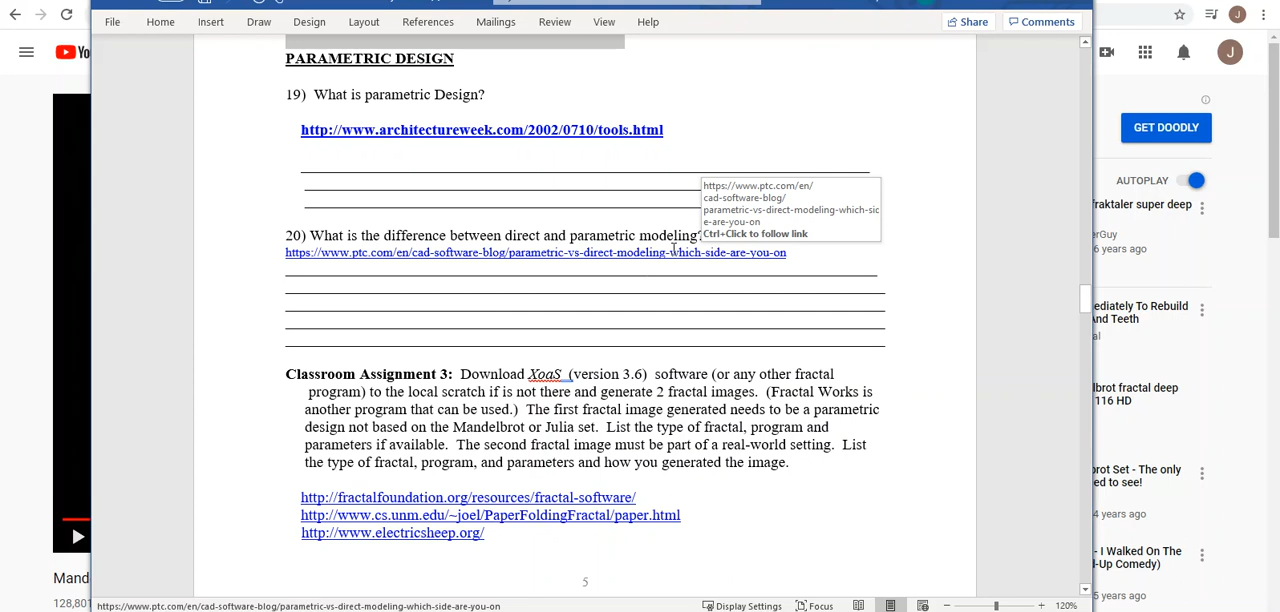 File Home Insert Draw Design Layout References Mailings Review View Help Share Comments
J
J
PARAMETRIC DESIGN
19) What is parametric Design?
http://www.architectureweek.com/2002/0710/tools.html
https://www.ptc.com/en/
cad-software-blog/
parametric-vs-direct-modeling-which-sid
e-are-you-on
Ctrl+Click to follow link
20) What is the difference between direct and parametric modeling?
https://www.ptc.com/en/cad-software-blog/parametric-vs-direct-modeling-which-side-are-you-on
Classroom Assignment 3: Download XoaS (version 3.6) software (or any other fractal
program) to the local scratch if is not there and generate 2 fractal images. (Fractal Works is
another program that can be used.) The first fractal image generated needs to be a parametric
design not based on the Mandelbrot or Julia set. List the type of fractal, program and
parameters if available. The second fractal image must be part of a real-world setting. List
the type of fractal, program, and parameters and how you generated the image.
http://fractalfoundation.org/resources/fractal-software/
http://www.cs.unm.edu/~joel/PaperFoldingFractal/paper.html
http://www.electricsheep.org/
5
https://www.ptc.com/en/cad-software-blog/parametric-vs-direct-modeling-which-side-are-you-on
Display Settings Focus 120%
Yo
Mand
128,801
GET DOODLY
AUTOPLAY
fraktaler super deep
erGuy
6 years ago
ediately To Rebuild
And Teeth
al
lbrot fractal deep
116 HD
brot Set - The only
ed to see!
4 years ago
- I Walked On The
d-Up Comedy)
5 years ago